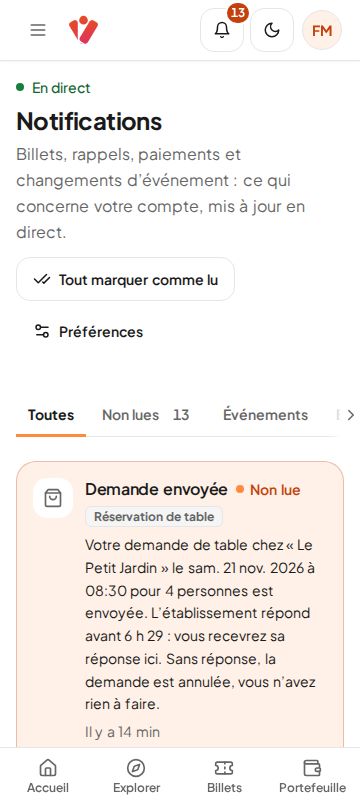 13
FM
En direct
Notifications
Billets, rappels, paiements et
changements d’événement : ce qui
concerne votre compte, mis à jour en
direct.
Tout marquer comme lu
Préférences
Toutes
Non lues 13
Événements
Demande envoyée
Non lue
Réservation de table
Votre demande de table chez « Le
Petit Jardin » le sam. 21 nov. 2026 à
08:30 pour 4 personnes est
envoyée. L’établissement répond
avant 6 h 29 : vous recevrez sa
réponse ici. Sans réponse, la
demande est annulée, vous n’avez
rien à faire.
Il y a 14 min
Accueil
Explorer
Billets
Portefeuille